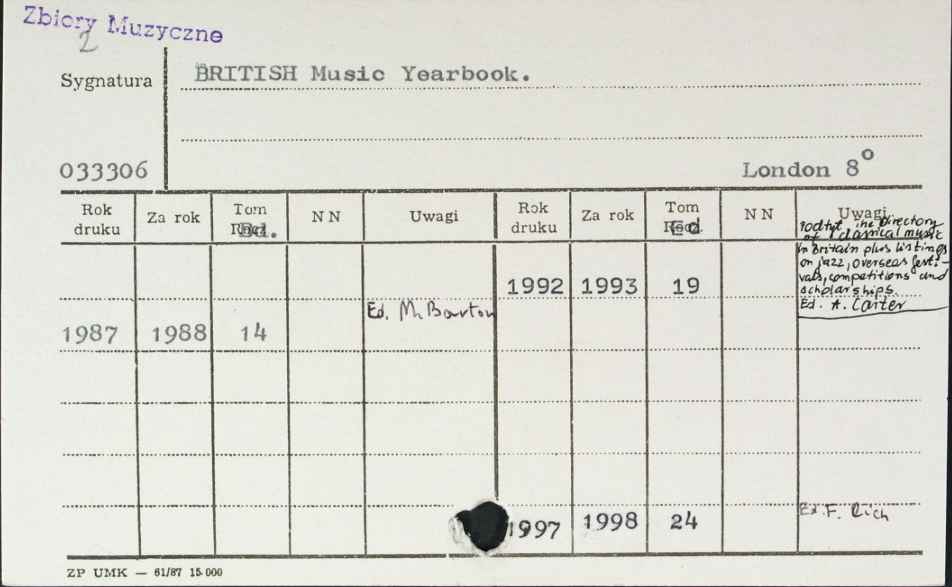 Zbiory Muzyczne
2
Sygnatura
BRITISH Music Yearbook.
033306
London 8°
Rok druku
Za rok
Tom
Ed.
N N
Uwagi
Rok druku
Za rok
Tom
Ed
N N
Uwagi
podtyt. the directory
of classical music
in Britain plus listings
on jazz, overseas festi-
vals, competitions and
scholarships.
Ed. A. Carter
1992 1993 19
Ed. M. Barton
1987 1988 14
1997 1998 24
Ed. F. Rich
ZP UMK — 61/87 15.000